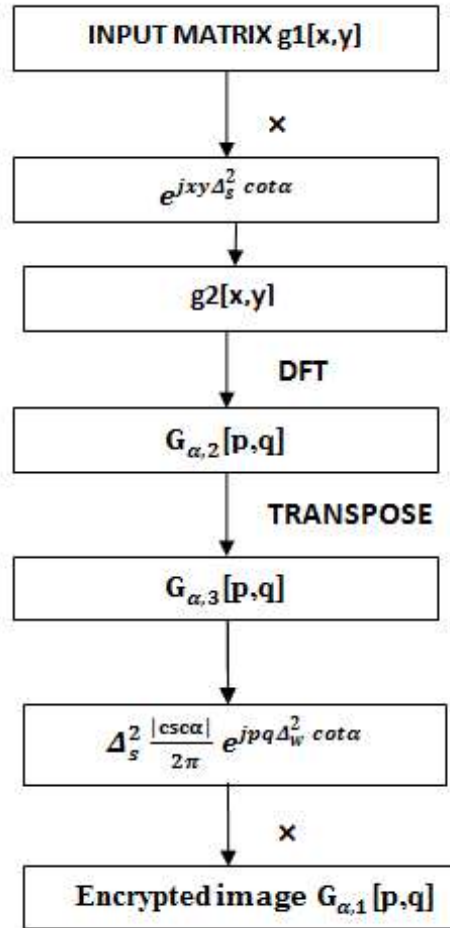 INPUT MATRIX g1[x,y]
×
e^{jxyΔ_s^2 cotα}
g2[x,y]
DFT
G_{α,2}[p,q]
TRANSPOSE
G_{α,3}[p,q]
Δ_s^2 |cscα|/2π e^{jpqΔ_w^2 cotα}
×
Encrypted image G_{α,1}[p,q]